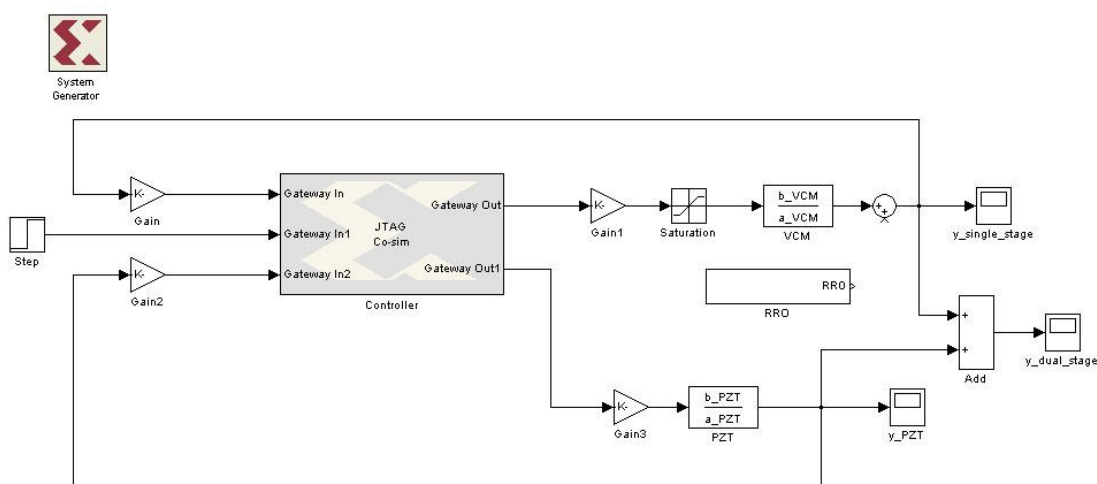 System
Generator
K-
Gain
Gateway In
Gateway Out
K-
Gain1
Saturation
b_VCM
a_VCM
VCM
+
+
X
y_single_stage
Step
Gateway In1
JTAG
Co-sim
K-
Gain2
Gateway In2
Gateway Out1
Controller
RRO
RRO
+
+
Add
y_dual_stage
K-
Gain3
b_PZT
a_PZT
PZT
y_PZT